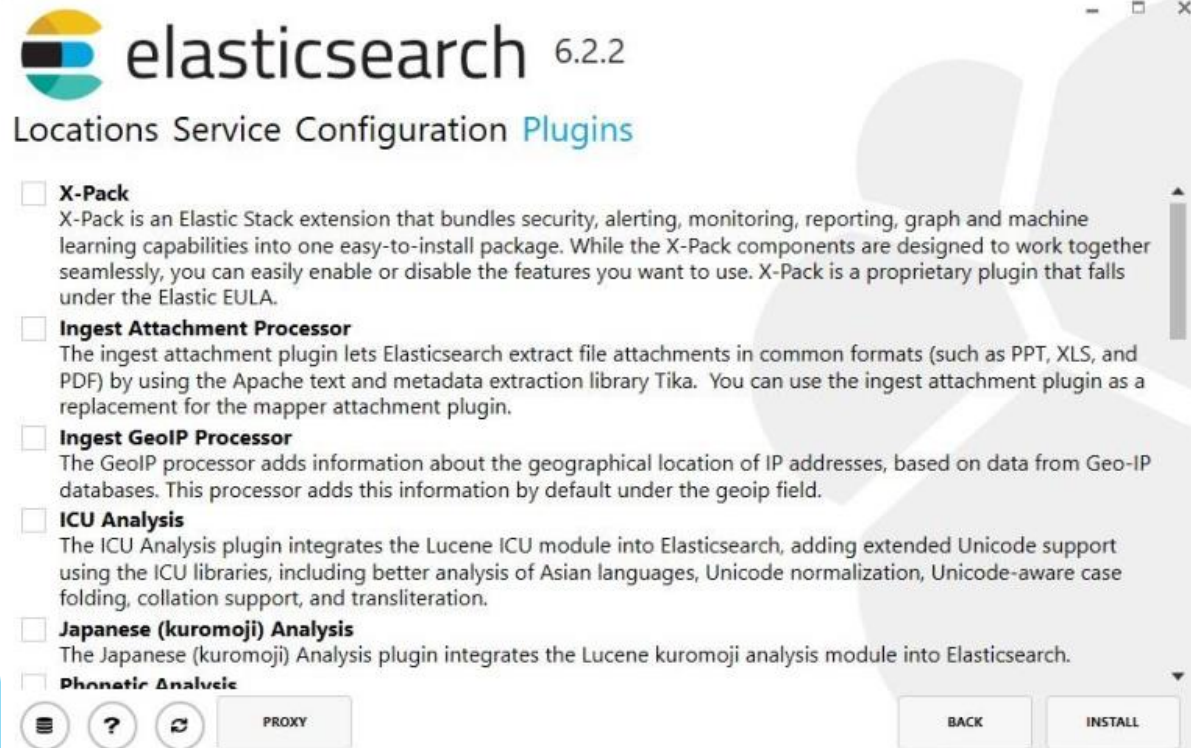 elasticsearch 6.2.2
Locations Service Configuration Plugins
X-Pack
X-Pack is an Elastic Stack extension that bundles security, alerting, monitoring, reporting, graph and machine
learning capabilities into one easy-to-install package. While the X-Pack components are designed to work together
seamlessly, you can easily enable or disable the features you want to use. X-Pack is a proprietary plugin that falls
under the Elastic EULA.
Ingest Attachment Processor
The ingest attachment plugin lets Elasticsearch extract file attachments in common formats (such as PPT, XLS, and
PDF) by using the Apache text and metadata extraction library Tika. You can use the ingest attachment plugin as a
replacement for the mapper attachment plugin.
Ingest GeoIP Processor
The GeoIP processor adds information about the geographical location of IP addresses, based on data from Geo-IP
databases. This processor adds this information by default under the geoip field.
ICU Analysis
The ICU Analysis plugin integrates the Lucene ICU module into Elasticsearch, adding extended Unicode support
using the ICU libraries, including better analysis of Asian languages, Unicode normalization, Unicode-aware case
folding, collation support, and transliteration.
Japanese (kuromoji) Analysis
The Japanese (kuromoji) Analysis plugin integrates the Lucene kuromoji analysis module into Elasticsearch.
Phonetic Analysis
? PROXY BACK INSTALL